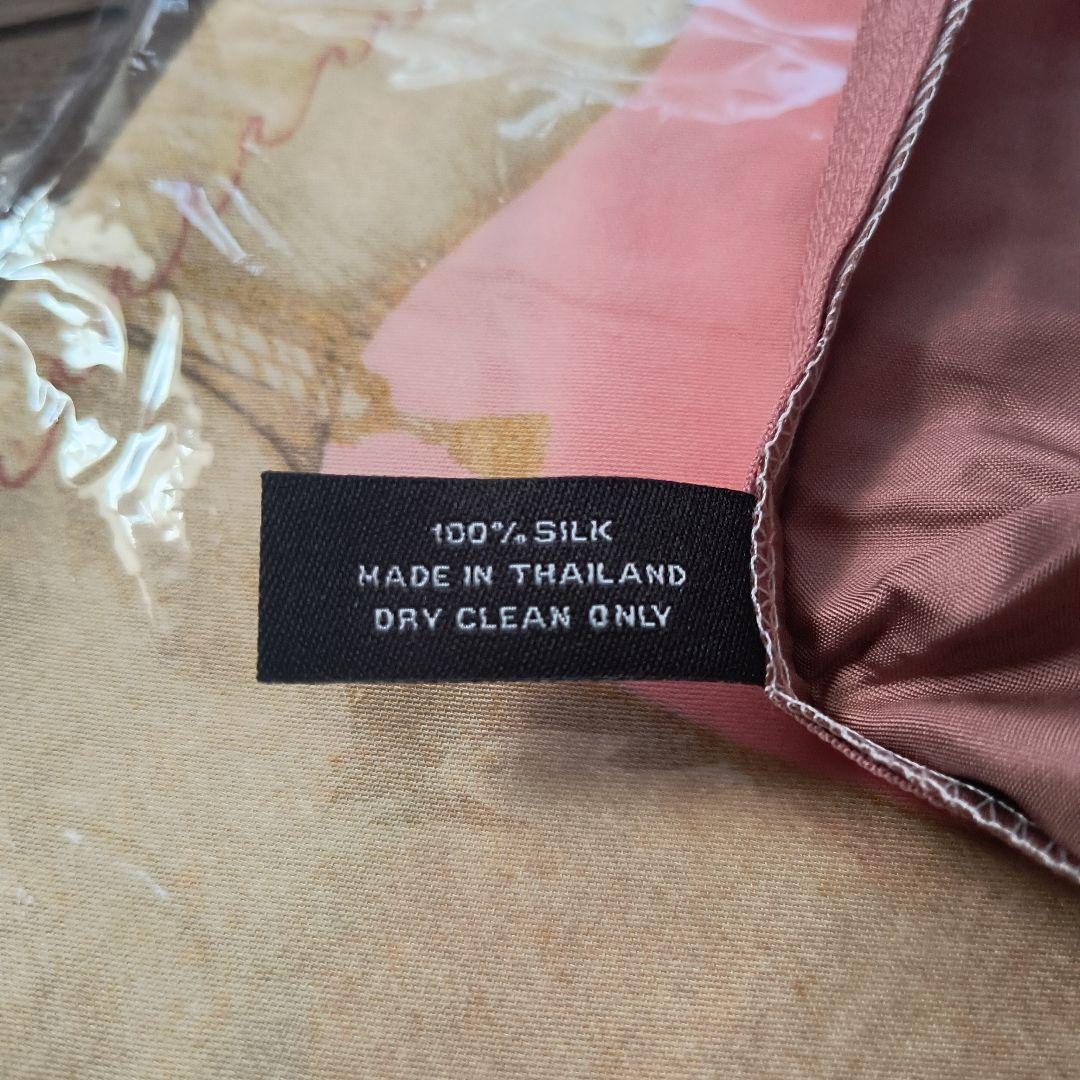 100% SILK
MADE IN THAILAND
DRY CLEAN ONLY